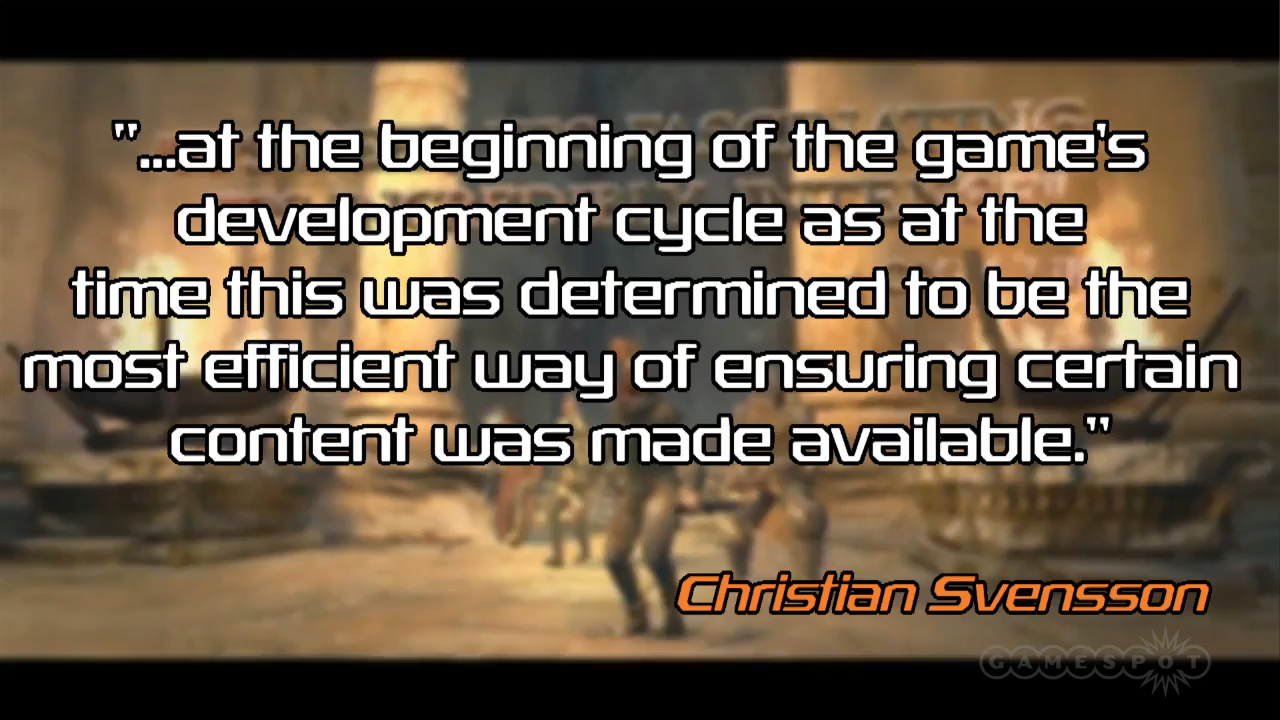 "...at the beginning of the game's
development cycle as at the
time this was determined to be the
most efficient way of ensuring certain
content was made available."
Christian Svensson
GAMESPOT